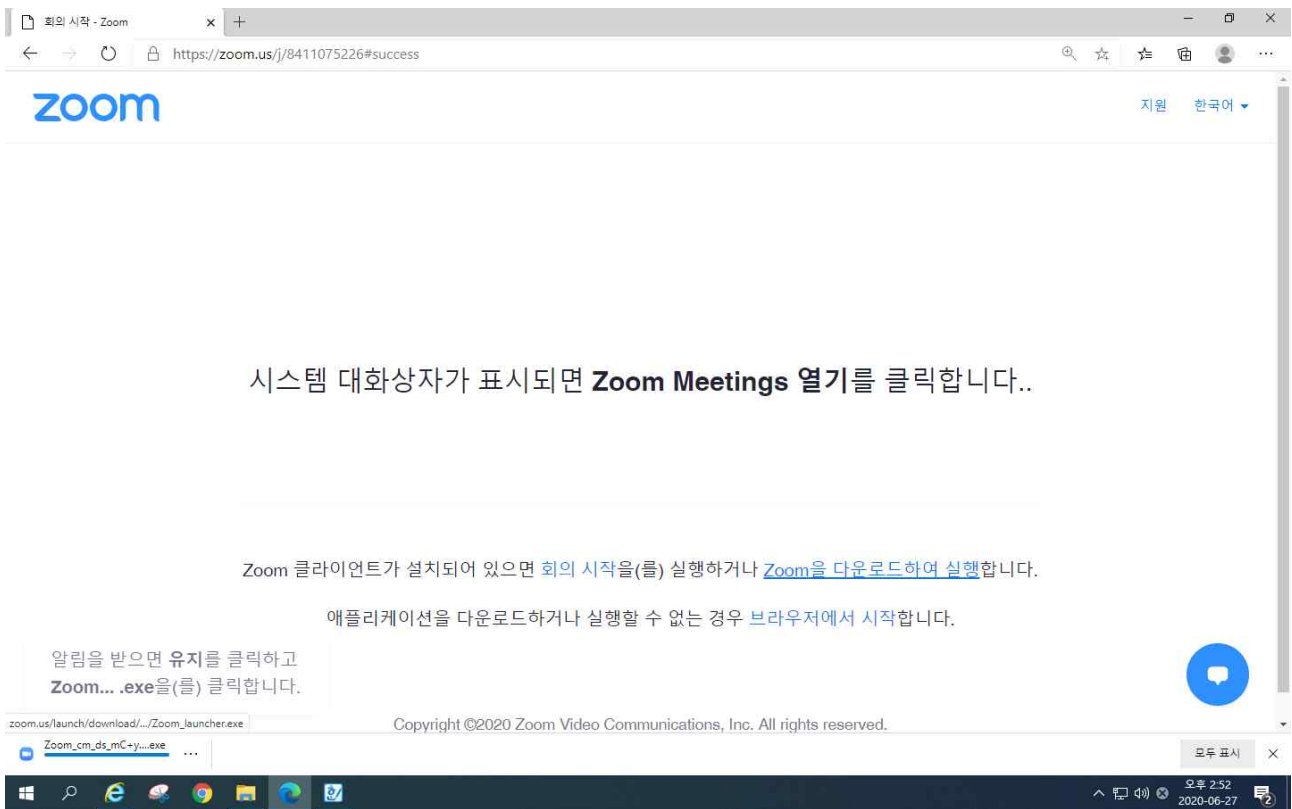 회의 시작 - Zoom
https://zoom.us/j/8411075226#success
zoom
지원 한국어
시스템 대화상자가 표시되면 Zoom Meetings 열기를 클릭합니다..
Zoom 클라이언트가 설치되어 있으면 회의 시작을(를) 실행하거나 Zoom을 다운로드하여 실행합니다.
애플리케이션을 다운로드하거나 실행할 수 없는 경우 브라우저에서 시작합니다.
알림을 받으면 유지를 클릭하고
Zoom... .exe을(를) 클릭합니다.
zoom.us/launch/download/.../Zoom_launcher.exe
Copyright ©2020 Zoom Video Communications, Inc. All rights reserved.
Zoom_cm_ds_mC+y....exe
모두 표시
오후 2:52
2020-06-27
2